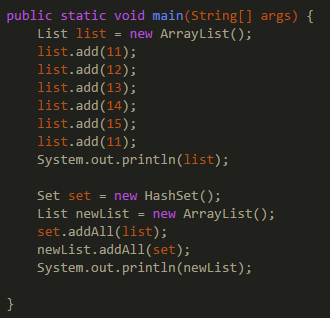 public static void main(String[] args) {
    List list = new ArrayList();
    list.add(11);
    list.add(12);
    list.add(13);
    list.add(14);
    list.add(15);
    list.add(11);
    System.out.println(list);

    Set set = new HashSet();
    List newList = new ArrayList();
    set.addAll(list);
    newList.addAll(set);
    System.out.println(newList);

}